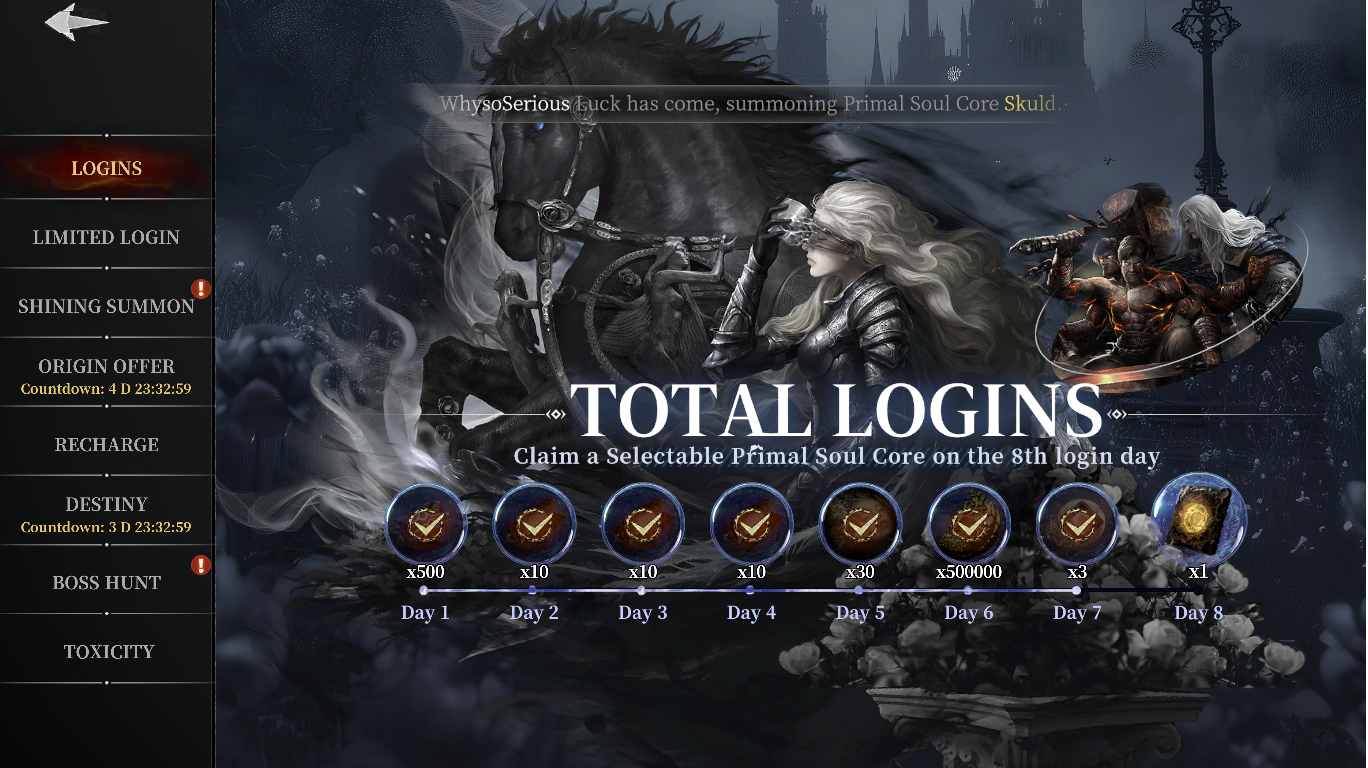 WhysoSerious Luck has come, summoning Primal Soul Core Skuld.
LOGINS
LIMITED LOGIN
SHINING SUMMON
ORIGIN OFFER
Countdown: 4 D 23:32:59
RECHARGE
DESTINY
Countdown: 3 D 23:32:59
BOSS HUNT
TOXICITY
TOTAL LOGINS
Claim a Selectable Primal Soul Core on the 8th login day
x500 x10 x10 x10 x30 x500000 x3 x1
Day 1 Day 2 Day 3 Day 4 Day 5 Day 6 Day 7 Day 8